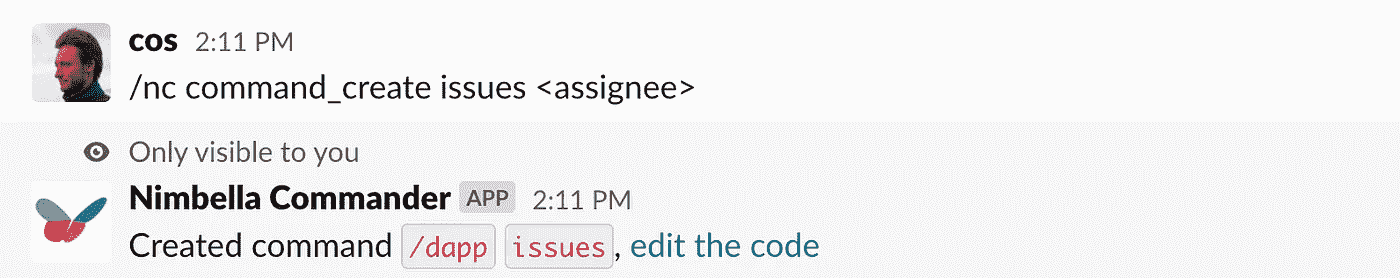 cos 2:11 PM
/nc command_create issues <assignee>
Only visible to you
Nimbella Commander APP 2:11 PM
Created command /dapp issues, edit the code